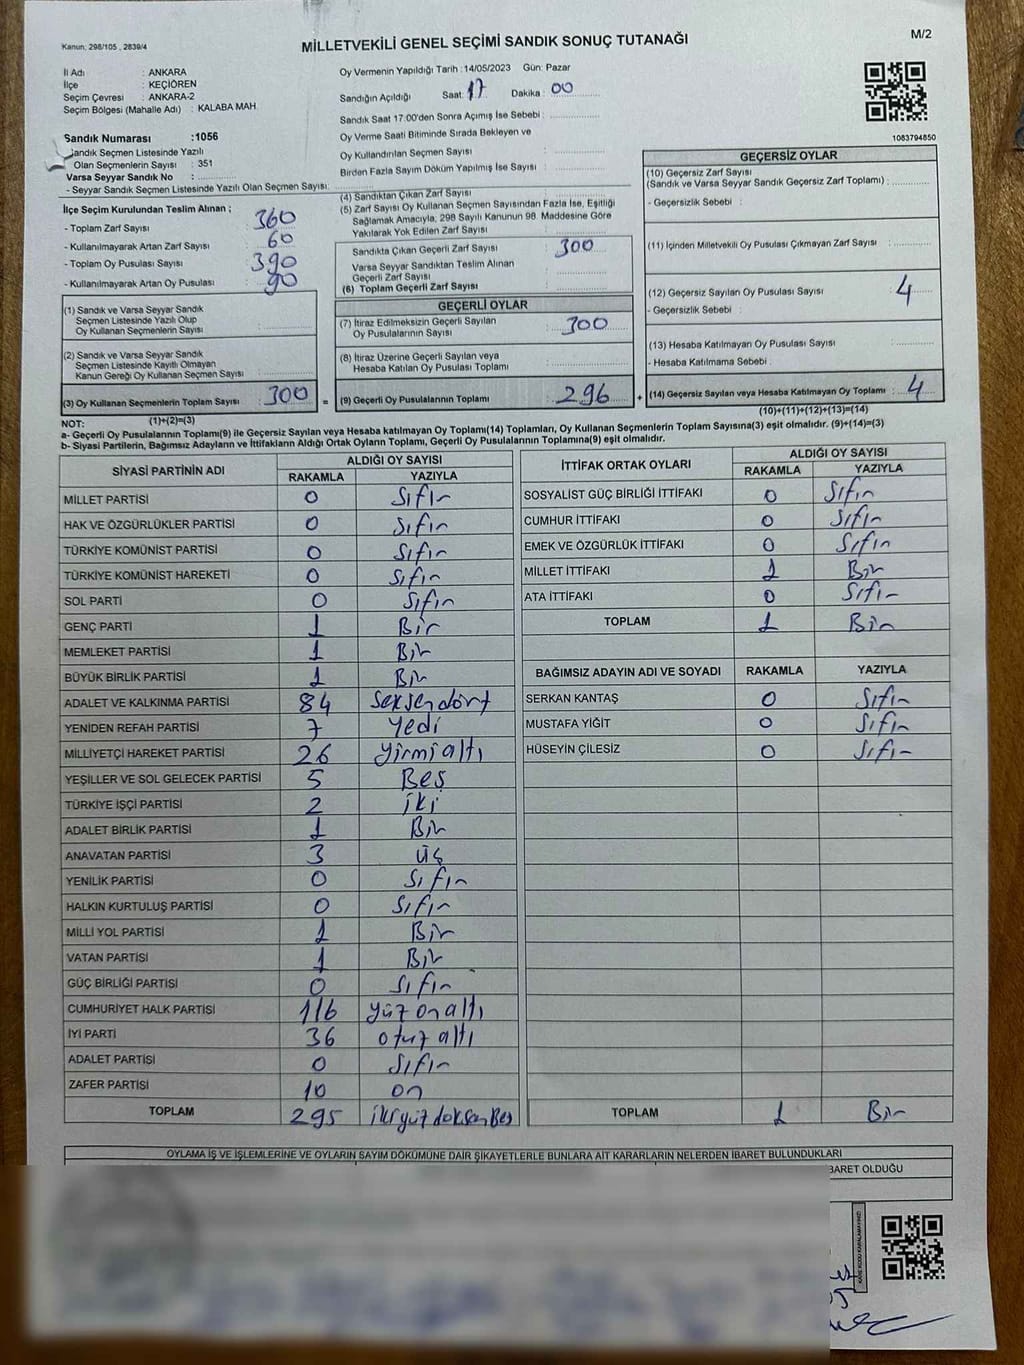 Kanun: 298/105 , 2839/4
MİLLETVEKİLİ GENEL SEÇİMİ SANDIK SONUÇ TUTANAĞI
M/2
İl Adı : ANKARA
İlçe : KEÇİÖREN
Seçim Çevresi : ANKARA-2
Seçim Bölgesi (Mahalle Adı) : KALABA MAH.
Sandık Numarası :1056
Sandık Seçmen Listesinde Yazılı
Olan Seçmenlerin Sayısı : 351
Varsa Seyyar Sandık No :
- Seyyar Sandık Seçmen Listesinde Yazılı Olan Seçmen Sayısı:
Oy Vermenin Yapıldığı Tarih :14/05/2023 Gün: Pazar
Sandığın Açıldığı Saat: 17 Dakika : 00
Sandık Saat 17:00'den Sonra Açmış İse Sebebi :
Oy Verme Saati Bitiminde Sırada Bekleyen ve
Oy Kullandırılan Seçmen Sayısı :
Birden Fazla Sayım Döküm Yapılmış İse Sayısı :
1083794850
İlçe Seçim Kurulundan Teslim Alınan ;
- Toplam Zarf Sayısı : 360
- Kullanılmayarak Artan Zarf Sayısı : 60
- Toplam Oy Pusulası Sayısı : 390
- Kullanılmayarak Artan Oy Pusulası : 90
(1) Sandık ve Varsa Seyyar Sandık
Seçmen Listesinde Yazılı Olup
Oy Kullanan Seçmenlerin Sayısı :
(2) Sandık ve Varsa Seyyar Sandık
Seçmen Listesinde Kayıtlı Olmayan
Kanun Gereği Oy Kullanan Seçmen Sayısı :
(3) Oy Kullanan Seçmenlerin Toplam Sayısı : 300 =
(1)+(2)=(3)
(4) Sandıktan Çıkan Zarf Sayısı :
(5) Zarf Sayısı Oy Kullanan Seçmen Sayısından Fazla İse, Eşitliği
Sağlamak Amacıyla, 298 Sayılı Kanunun 98. Maddesine Göre
Yakılarak Yok Edilen Zarf Sayısı :
Sandıkta Çıkan Geçerli Zarf Sayısı : 300
Varsa Seyyar Sandıktan Teslim Alınan
Geçerli Zarf Sayısı :
(6) Toplam Geçerli Zarf Sayısı :
GEÇERLİ OYLAR
(7) İtiraz Edilmeksizin Geçerli Sayılan
Oy Pusulalarının Sayısı : 300
(8) İtiraz Üzerine Geçerli Sayılan veya
Hesaba Katılan Oy Pusulası Toplamı :
(9) Geçerli Oy Pusulalarının Toplamı : 296 +
GEÇERSİZ OYLAR
(10) Geçersiz Zarf Sayısı
(Sandık ve Varsa Seyyar Sandık Geçersiz Zarf Toplamı) :
- Geçersizlik Sebebi :
(11) İçinden Milletvekili Oy Pusulası Çıkmayan Zarf Sayısı :
(12) Geçersiz Sayılan Oy Pusulası Sayısı : 4
- Geçersizlik Sebebi :
(13) Hesaba Katılmayan Oy Pusulası Sayısı :
- Hesaba Katılmama Sebebi :
(14) Geçersiz Sayılan veya Hesaba Katılmayan Oy Toplamı : 4
(10)+(11)+(12)+(13)=(14)
NOT:
a- Geçerli Oy Pusulalarının Toplamı(9) ile Geçersiz Sayılan veya Hesaba katılmayan Oy Toplamı(14) Toplamları, Oy Kullanan Seçmenlerin Toplam Sayısına(3) eşit olmalıdır. (9)+(14)=(3)
b- Siyasi Partilerin, Bağımsız Adayların ve İttifakların Aldığı Ortak Oyların Toplamı, Geçerli Oy Pusulalarının Toplamına(9) eşit olmalıdır.
SİYASİ PARTİNİN ADI ALDIĞI OY SAYISI
RAKAMLA YAZIYLA
MİLLET PARTİSİ 0 Sıfır
HAK VE ÖZGÜRLÜKLER PARTİSİ 0 Sıfır
TÜRKİYE KOMÜNİST PARTİSİ 0 Sıfır
TÜRKİYE KOMÜNİST HAREKETİ 0 Sıfır
SOL PARTİ 0 Sıfır
GENÇ PARTİ 1 Bir
MEMLEKET PARTİSİ 1 Bir
BÜYÜK BİRLİK PARTİSİ 1 Bir
ADALET VE KALKINMA PARTİSİ 84 Seksendört
YENİDEN REFAH PARTİSİ 7 Yedi
MİLLİYETÇİ HAREKET PARTİSİ 26 yirmialtı
YEŞİLLER VE SOL GELECEK PARTİSİ 5 Beş
TÜRKİYE İŞÇİ PARTİSİ 2 iki
ADALET BİRLİK PARTİSİ 1 Bir
ANAVATAN PARTİSİ 3 üç
YENİLİK PARTİSİ 0 Sıfır
HALKIN KURTULUŞ PARTİSİ 0 Sıfır
MİLLİ YOL PARTİSİ 1 Bir
VATAN PARTİSİ 1 Bir
GÜÇ BİRLİĞİ PARTİSİ 0 Sıfır
CUMHURİYET HALK PARTİSİ 116 yüzonaltı
İYİ PARTİ 36 otuz altı
ADALET PARTİSİ 0 Sıfır
ZAFER PARTİSİ 10 on
TOPLAM 295 ikiyüz doksan Beş
İTTİFAK ORTAK OYLARI ALDIĞI OY SAYISI
RAKAMLA YAZIYLA
SOSYALİST GÜÇ BİRLİĞİ İTTİFAKI 0 Sıfır
CUMHUR İTTİFAKI 0 Sıfır
EMEK VE ÖZGÜRLÜK İTTİFAKI 0 Sıfır
MİLLET İTTİFAKI 1 Bir
ATA İTTİFAKI 0 Sıfır
TOPLAM 1 Bir
BAĞIMSIZ ADAYIN ADI VE SOYADI RAKAMLA YAZIYLA
SERKAN KANTAŞ 0 Sıfır
MUSTAFA YİĞİT 0 Sıfır
HÜSEYİN ÇİLESİZ 0 Sıfır
TOPLAM 1 Bir
OYLAMA İŞ VE İŞLEMLERİNE VE OYLARIN SAYIM DÖKÜMÜNE DAİR ŞİKAYETLERLE BUNLARA AİT KARARLARIN NELERDEN İBARET BULUNDUKLARI
BARET OLDUĞU